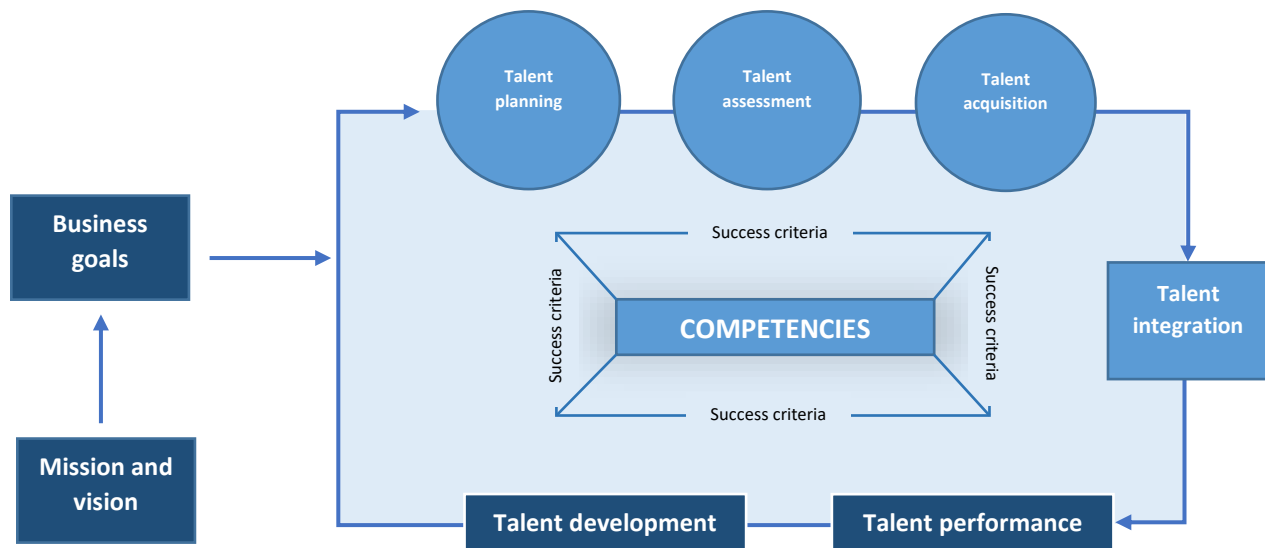 Talent
planning
Talent
assessment
Talent
acquisition
Business
goals
Success criteria
Success criteria
Success criteria
COMPETENCIES
Talent
integration
Success criteria
Mission and
vision
Talent development
Talent performance